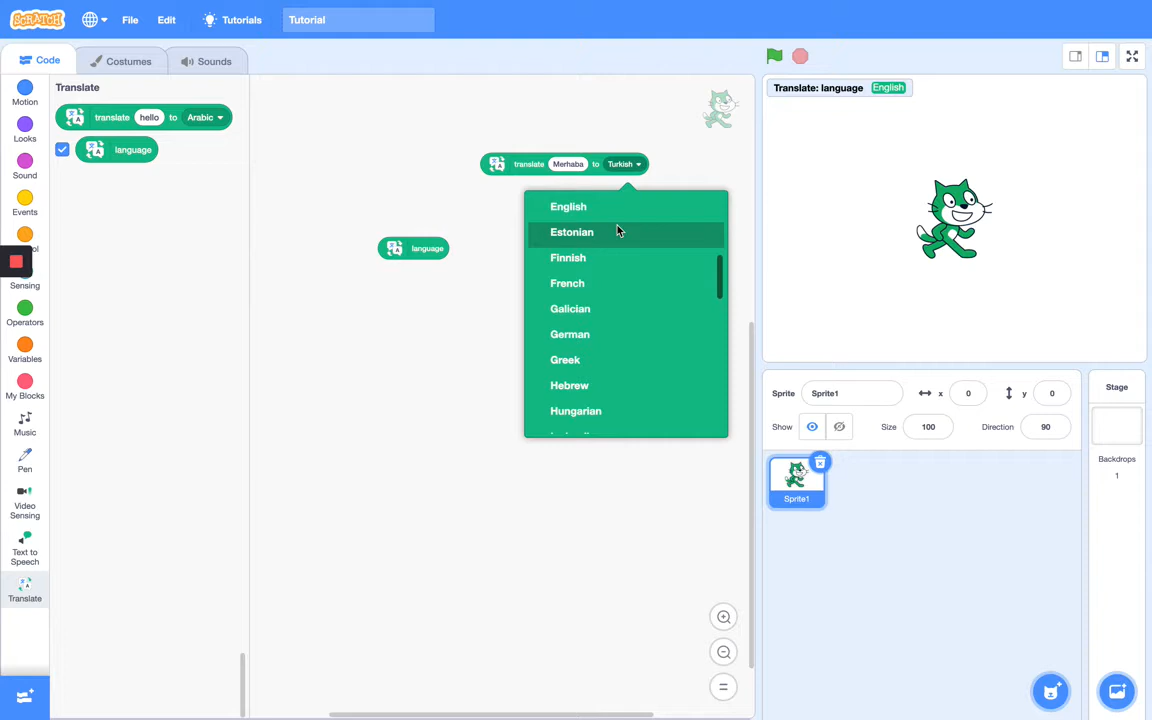 SCRATCH
File
Edit
Tutorials
Tutorial
Code
Costumes
Sounds
Motion
Looks
Sound
Events
Sensing
Operators
Variables
My Blocks
Music
Pen
Video
Sensing
Text to
Speech
Translate
Translate
translate hello to Arabic
language
translate Merhaba to Turkish
language
English
Estonian
Finnish
French
Galician
German
Greek
Hebrew
Hungarian
Translate: language English
Sprite Sprite1 x 0 y 0
Show Size 100 Direction 90
Sprite1
Stage
Backdrops
1